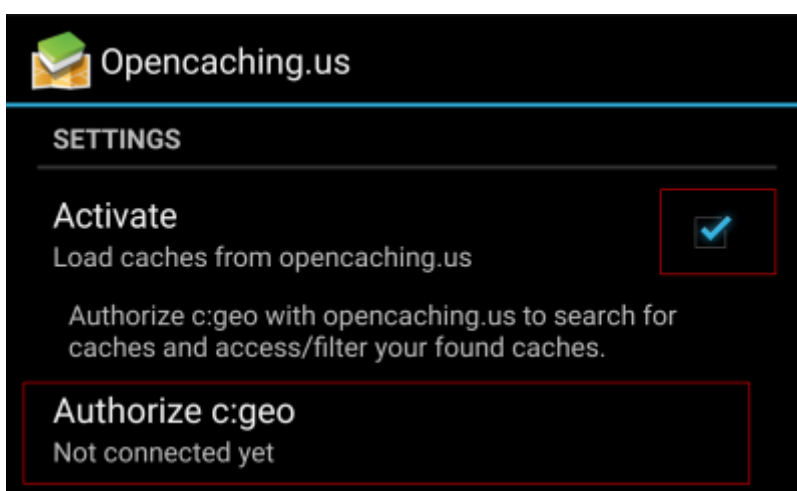 Opencaching.us
SETTINGS
Activate
Load caches from opencaching.us
Authorize c:geo with opencaching.us to search for
caches and access/filter your found caches.
Authorize c:geo
Not connected yet